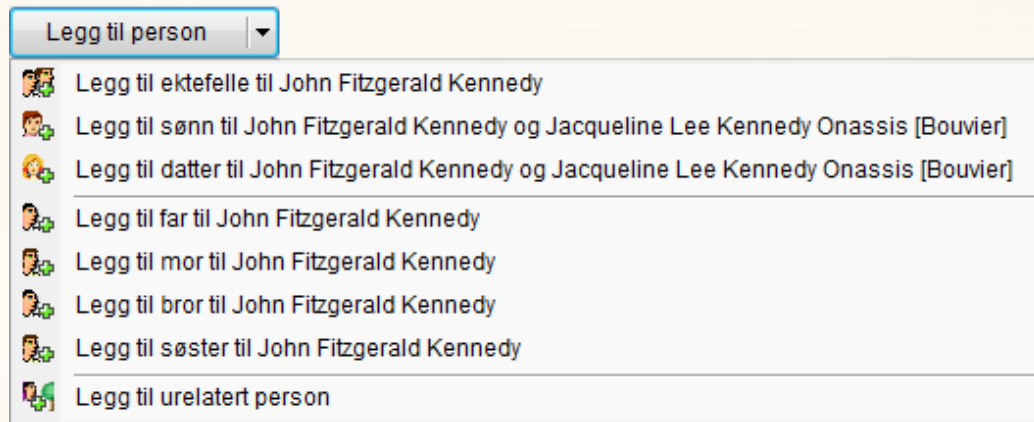 Legg til person
Legg til ektefelle til John Fitzgerald Kennedy
Legg til sønn til John Fitzgerald Kennedy og Jacqueline Lee Kennedy Onassis [Bouvier]
Legg til datter til John Fitzgerald Kennedy og Jacqueline Lee Kennedy Onassis [Bouvier]
Legg til far til John Fitzgerald Kennedy
Legg til mor til John Fitzgerald Kennedy
Legg til bror til John Fitzgerald Kennedy
Legg til søster til John Fitzgerald Kennedy
Legg til urelatert person